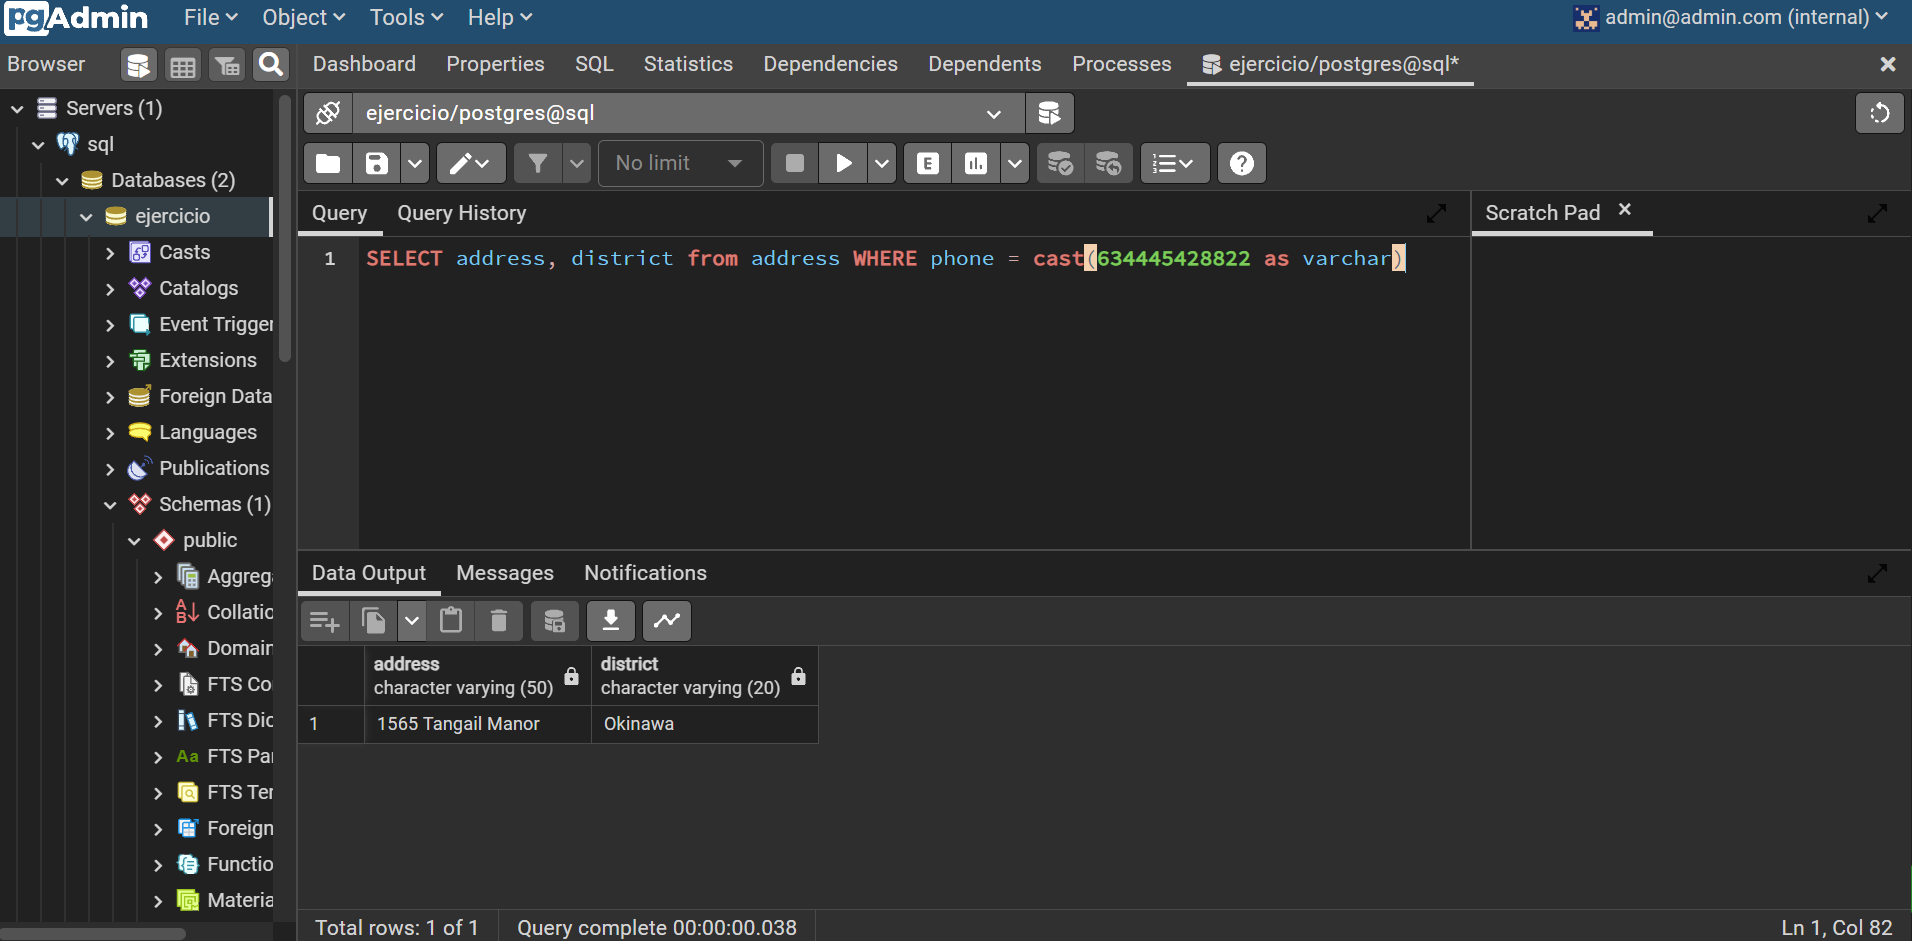 pgAdmin File Object Tools Help admin@admin.com (internal)
Browser Dashboard Properties SQL Statistics Dependencies Dependents Processes ejercicio/postgres@sql*
Servers (1)
sql
Databases (2)
ejercicio
Casts
Catalogs
Event Trigger
Extensions
Foreign Data
Languages
Publications
Schemas (1)
public
Aggreg
Collatio
Domain
FTS Co
FTS Dic
Aa FTS Par
FTS Ter
Foreign
Functio
Materia
ejercicio/postgres@sql
No limit E
Query Query History Scratch Pad
1 SELECT address, district from address WHERE phone = cast(634445428822 as varchar)
Data Output Messages Notifications
address district
character varying (50) character varying (20)
1 1565 Tangail Manor Okinawa
Total rows: 1 of 1 Query complete 00:00:00.038 Ln 1, Col 82